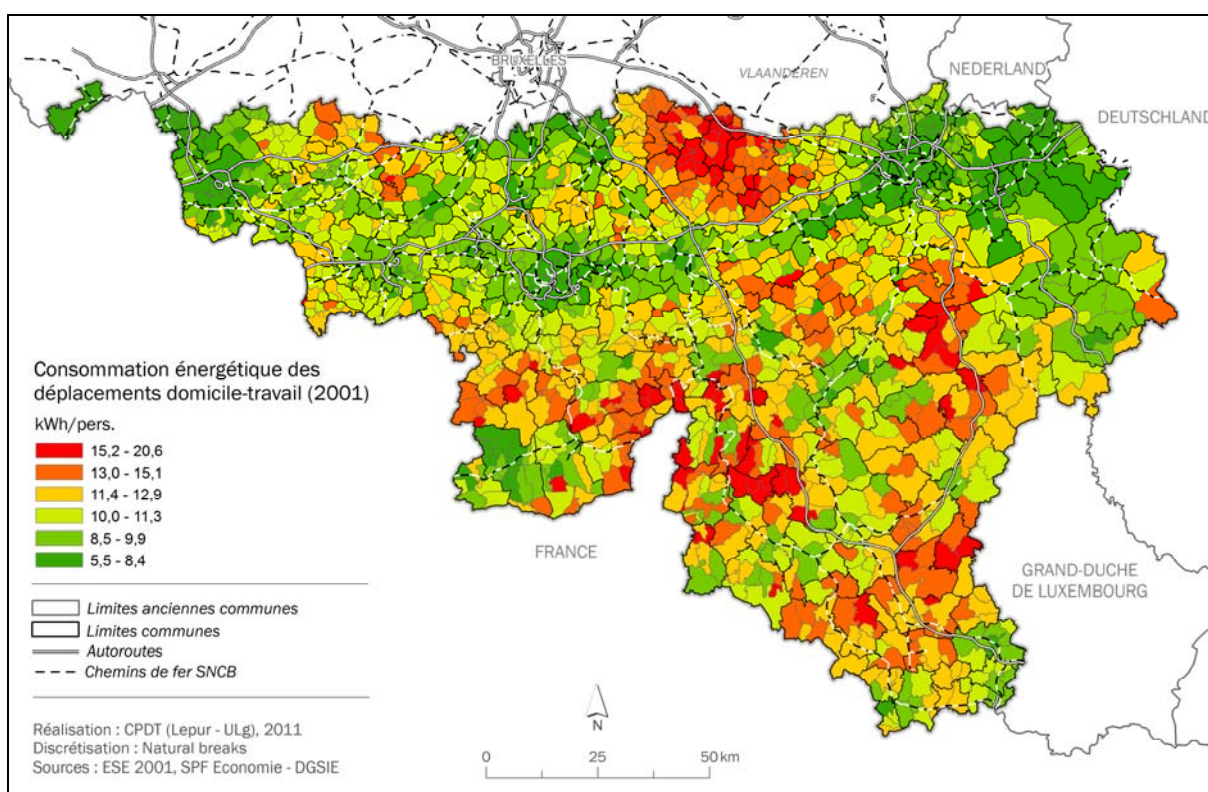 BRUXELLES
VLAANDEREN
NEDERLAND
DEUTSCHLAND
FRANCE
GRAND-DUCHE
DE LUXEMBOURG
Consommation énergétique des
déplacements domicile-travail (2001)
kWh/pers.
15,2 - 20,6
13,0 - 15,1
11,4 - 12,9
10,0 - 11,3
8,5 - 9,9
5,5 - 8,4
Limites anciennes communes
Limites communes
Autoroutes
Chemins de fer SNCB
Réalisation : CPDT (Lepur - ULg), 2011
Discrétisation : Natural breaks
Sources : ESE 2001, SPF Economie - DGSIE
N
0 25 50 km